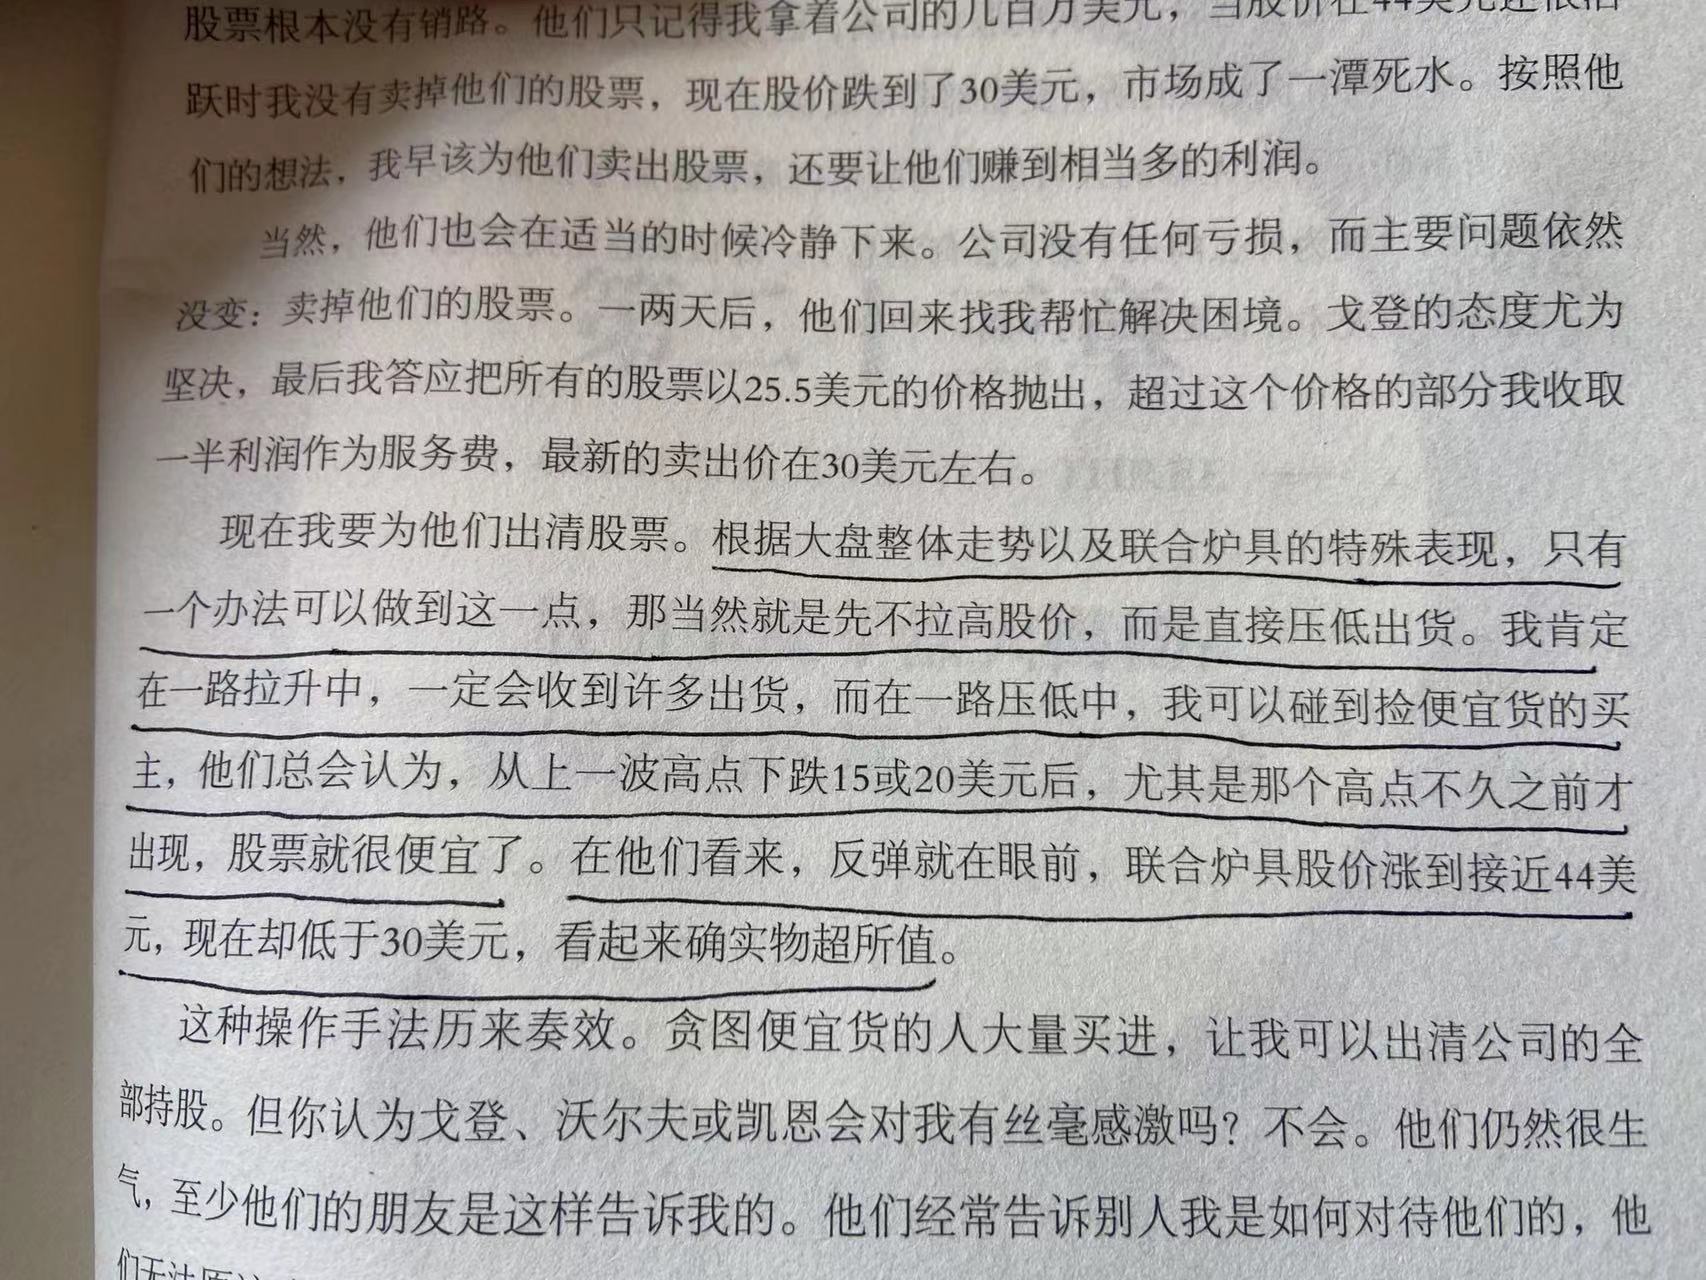 股票根本没有销路。他们只记得我拿着公司的几百万美元，当股价在44美元还很活
跃时我没有卖掉他们的股票，现在股价跌到了30美元，市场成了一潭死水。按照他
们的想法，我早该为他们卖出股票，还要让他们赚到相当多的利润。
当然，他们也会在适当的时候冷静下来。公司没有任何亏损，而主要问题依然
没变：卖掉他们的股票。一两天后，他们回来找我帮忙解决困境。戈登的态度尤为
坚决，最后我答应把所有的股票以25.5美元的价格抛出，超过这个价格的部分我收取
一半利润作为服务费，最新的卖出价在30美元左右。
现在我要为他们出清股票。根据大盘整体走势以及联合炉具的特殊表现，只有
一个办法可以做到这一点，那当然就是先不拉高股价，而是直接压低出货。我肯定
在一路拉升中，一定会收到许多出货，而在一路压低中，我可以碰到捡便宜货的买
主，他们总会认为，从上一波高点下跌15或20美元后，尤其是那个高点不久之前才
出现，股票就很便宜了。在他们看来，反弹就在眼前，联合炉具股价涨到接近44美
元，现在却低于30美元，看起来确实物超所值。
这种操作手法历来奏效。贪图便宜货的人大量买进，让我可以出清公司的全
部持股。但你认为戈登、沃尔夫或凯恩会对我有丝毫感激吗？不会。他们仍然很生
气，至少他们的朋友是这样告诉我的。他们经常告诉别人我是如何对待他们的，他
们无法